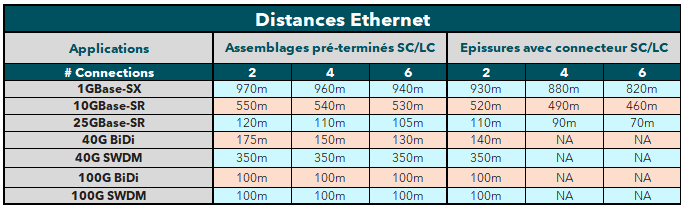 Distances Ethernet
Applications Assemblages pré-terminés SC/LC Epissures avec connecteur SC/LC
# Connections 2 4 6 2 4 6
1GBase-SX 970m 960m 940m 930m 880m 820m
10GBase-SR 550m 540m 530m 520m 490m 460m
25GBase-SR 120m 110m 105m 110m 90m 70m
40G BiDi 175m 150m 130m 140m NA NA
40G SWDM 350m 350m 350m 350m NA NA
100G BiDi 100m 100m 100m 100m NA NA
100G SWDM 100m 100m 100m 100m NA NA